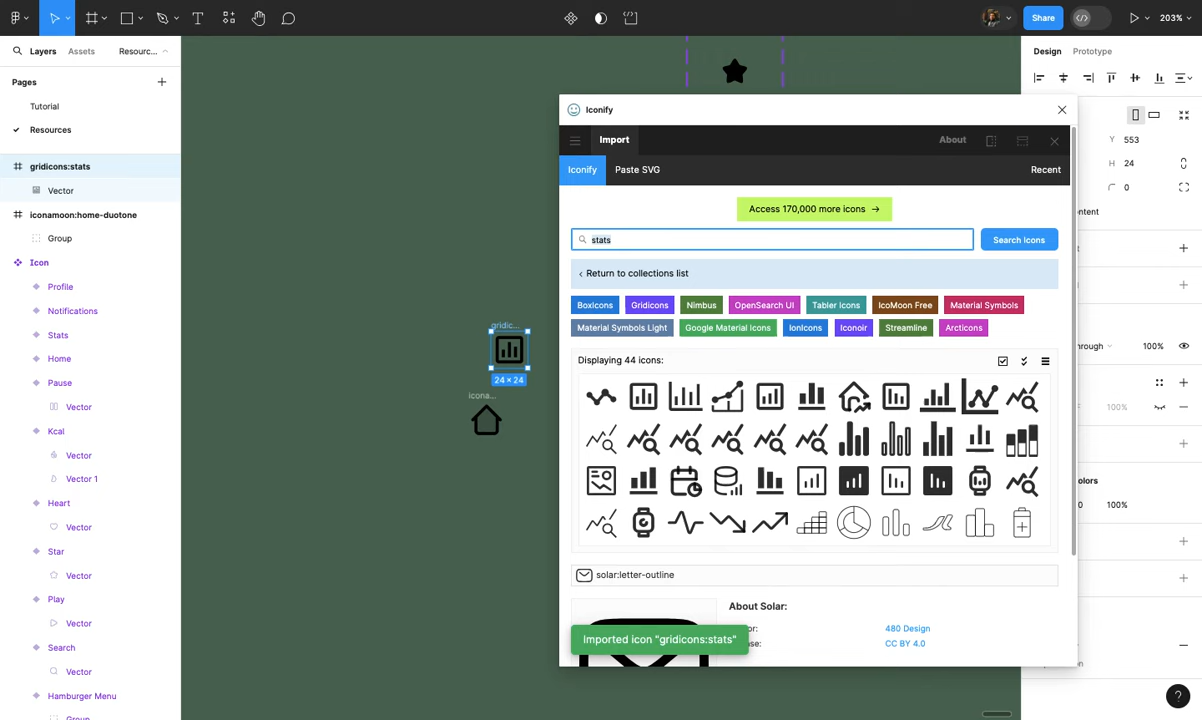 Share
203%
Layers
Assets
Resourc...
Pages
Tutorial
Resources
gridicons:stats
Vector
iconamoon:home-duotone
Group
Icon
Profile
Notifications
Stats
Home
Pause
Vector
Kcal
Vector
Vector 1
Heart
Vector
Star
Vector
Play
Vector
Search
Vector
Hamburger Menu
Group
gridic...
24 × 24
icona...
Iconify
Import
About
Iconify
Paste SVG
Recent
Access 170,000 more icons →
stats
Search Icons
‹ Return to collections list
BoxIcons
Gridicons
Nimbus
OpenSearch UI
Tabler Icons
IcoMoon Free
Material Symbols
Material Symbols Light
Google Material Icons
IonIcons
Iconoir
Streamline
Arcticons
Displaying 44 icons:
solar:letter-outline
About Solar:
480 Design
CC BY 4.0
Imported icon "gridicons:stats"
Design
Prototype
Y 553
H 24
0
100%
100%
100%
?